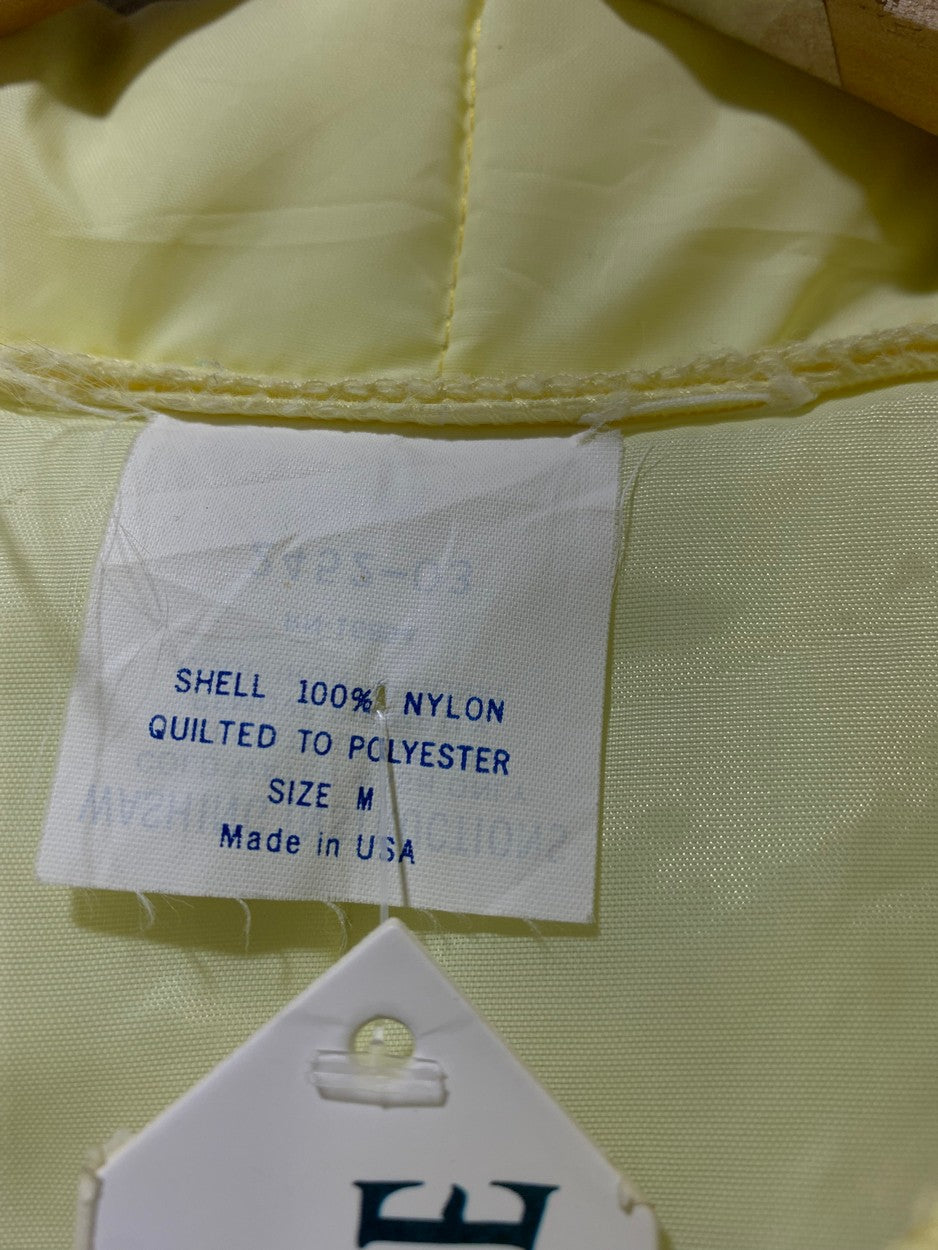 SHELL 100% NYLON
QUILTED TO POLYESTER
SIZE M
Made in USA
E